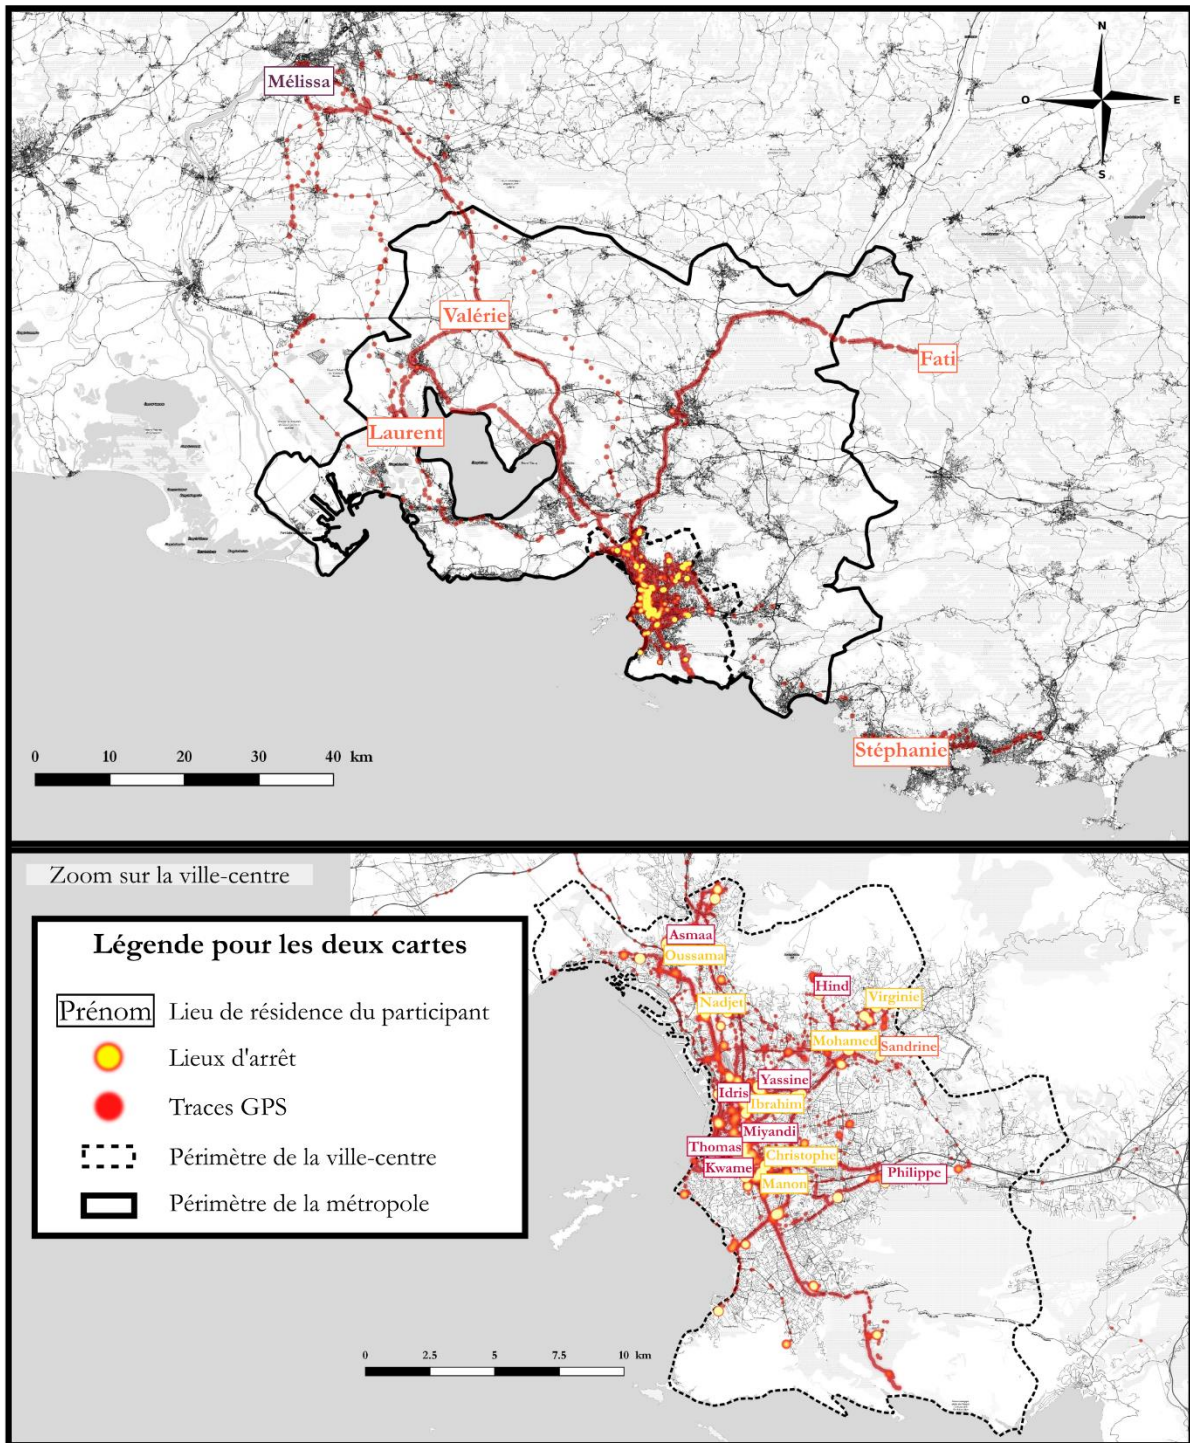 N
O
E
S
Mélissa
Valérie
Fati
Laurent
Stéphanie
0 10 20 30 40 km
Zoom sur la ville-centre
Légende pour les deux cartes
Prénom Lieu de résidence du participant
Lieux d'arrêt
Traces GPS
Périmètre de la ville-centre
Périmètre de la métropole
Asmaa
Oussama
Hind
Virginie
Nadjet
Mohamed
Sandrine
Yassine
Idris
Ibrahim
Miyandi
Thomas
Christophe
Kwame
Philippe
Manon
0 2.5 5 7.5 10 km